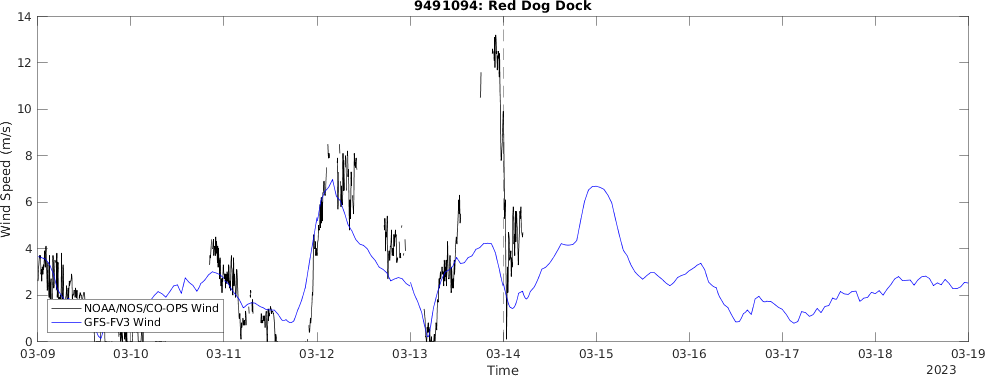 9491094: Red Dog Dock
Wind Speed (m/s)
14
12
10
8
6
4
2
0
NOAA/NOS/CO-OPS Wind
GFS-FV3 Wind
03-09 03-10 03-11 03-12 03-13 03-14 03-15 03-16 03-17 03-18 03-19
Time
2023